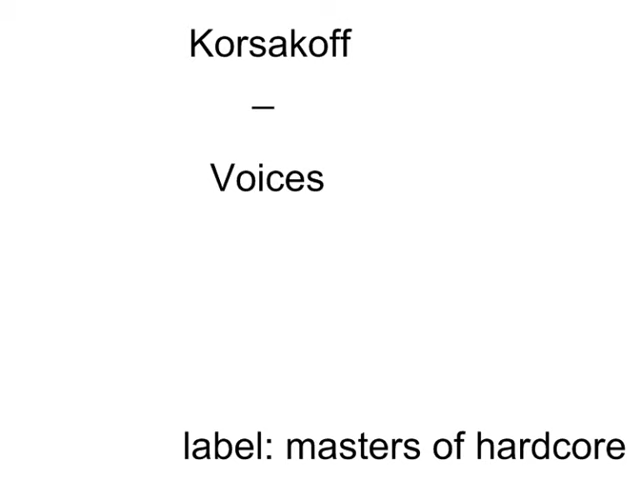 Korsakoff
–
Voices
label: masters of hardcore